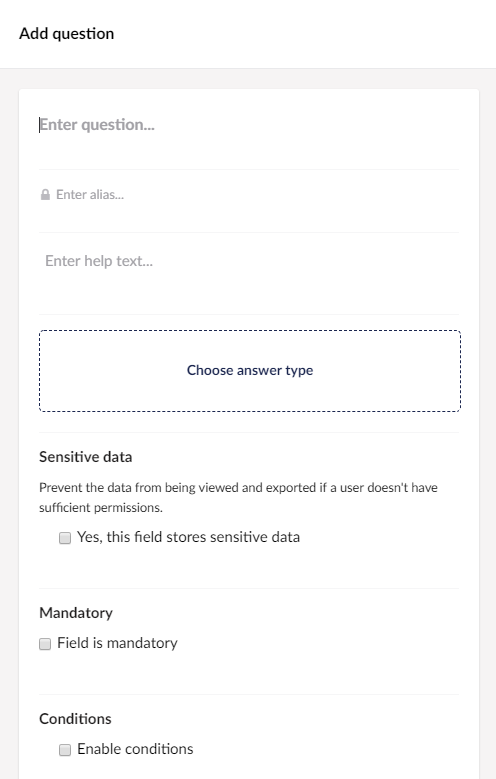 Add question
Enter question...
Enter alias...
Enter help text...
Choose answer type
Sensitive data
Prevent the data from being viewed and exported if a user doesn't have
sufficient permissions.
Yes, this field stores sensitive data
Mandatory
Field is mandatory
Conditions
Enable conditions